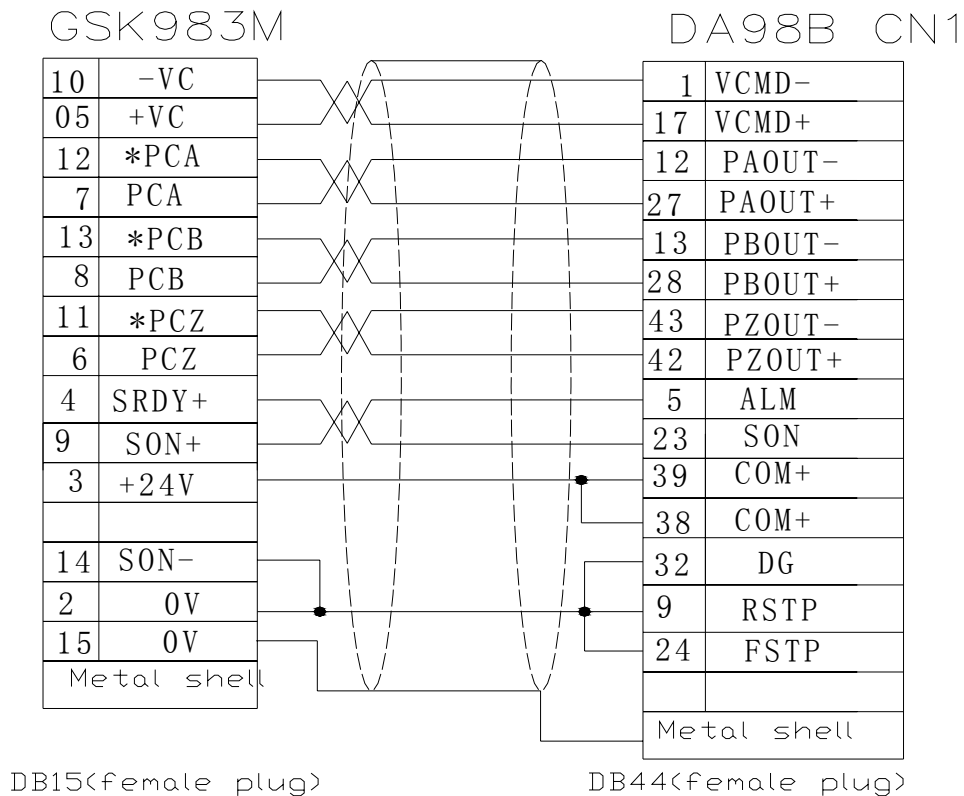 GSK983M
10 -VC
05 +VC
12 *PCA
7 PCA
13 *PCB
8 PCB
11 *PCZ
6 PCZ
4 SRDY+
9 SON+
3 +24V
14 SON-
2 0V
15 0V
Metal shell
DB15(female plug)
DA98B CN1
1 VCMD-
17 VCMD+
12 PAOUT-
27 PAOUT+
13 PBOUT-
28 PBOUT+
43 PZOUT-
42 PZOUT+
5 ALM
23 SON
39 COM+
38 COM+
32 DG
9 RSTP
24 FSTP
Metal shell
DB44(female plug)